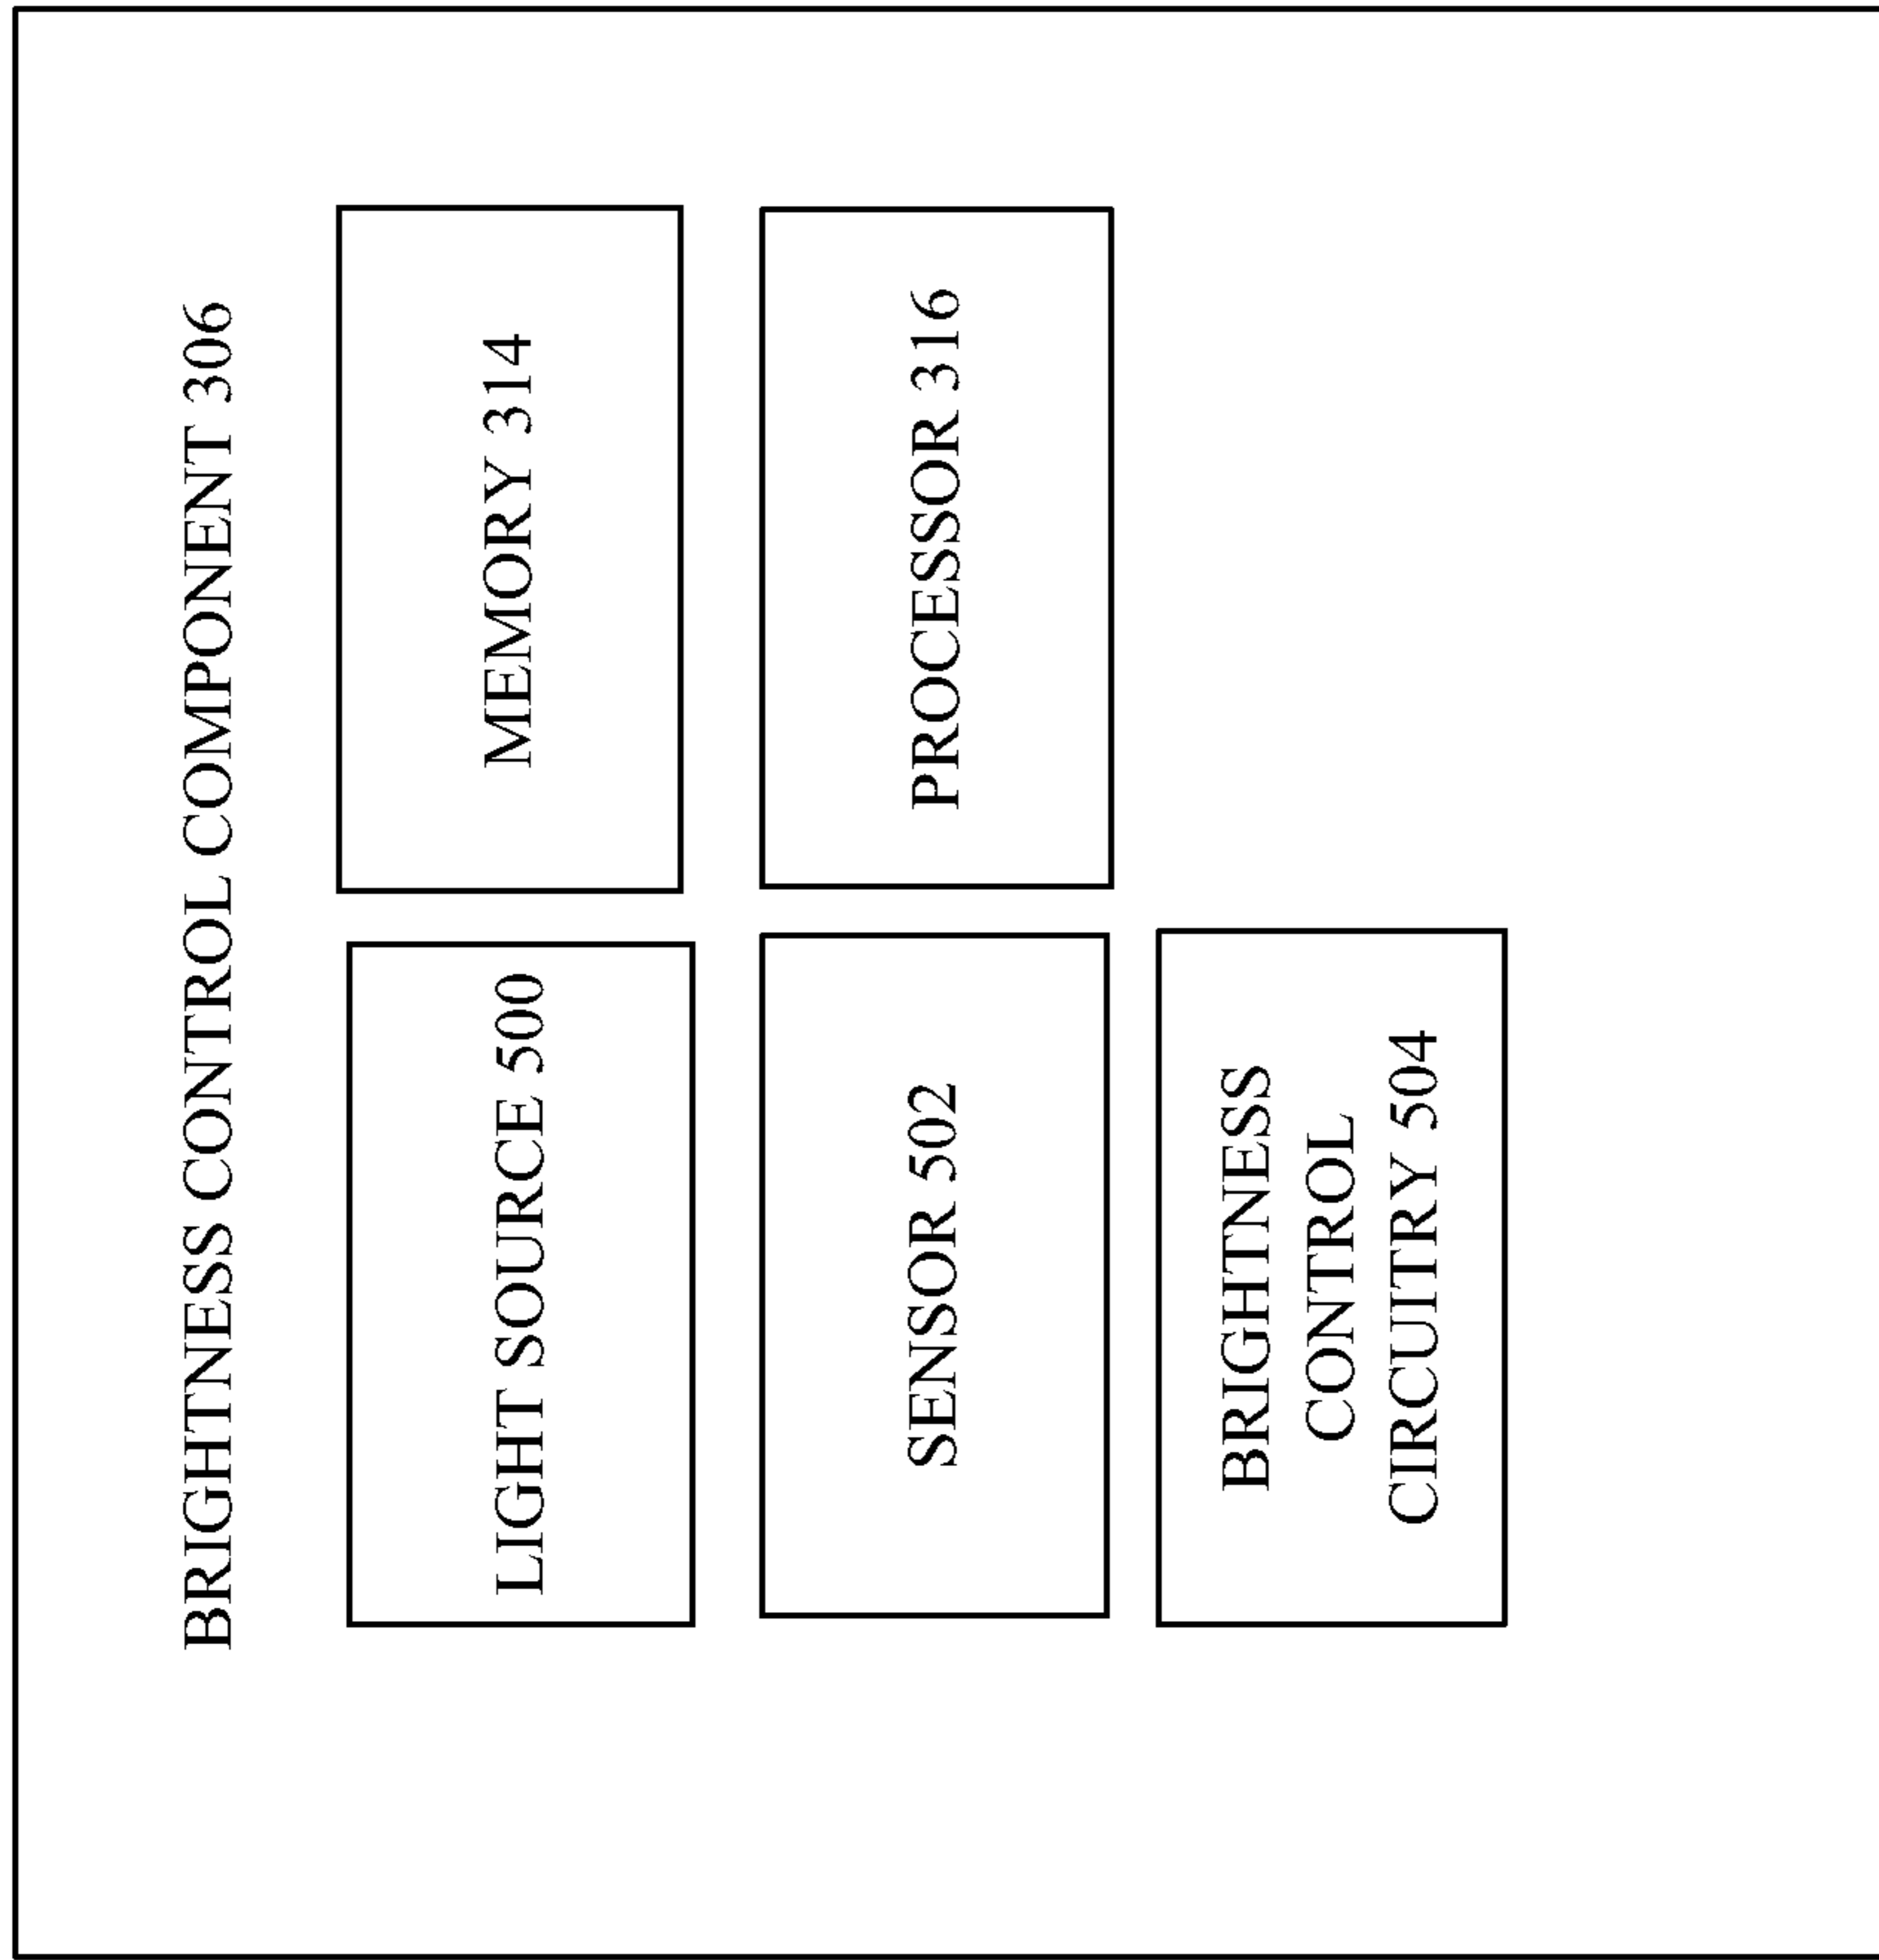 BRIGHTNESS CONTROL COMPONENT 306
LIGHT SOURCE 500
MEMORY 314
SENSOR 502
PROCESSOR 316
BRIGHTNESS
CONTROL
CIRCUITRY 504